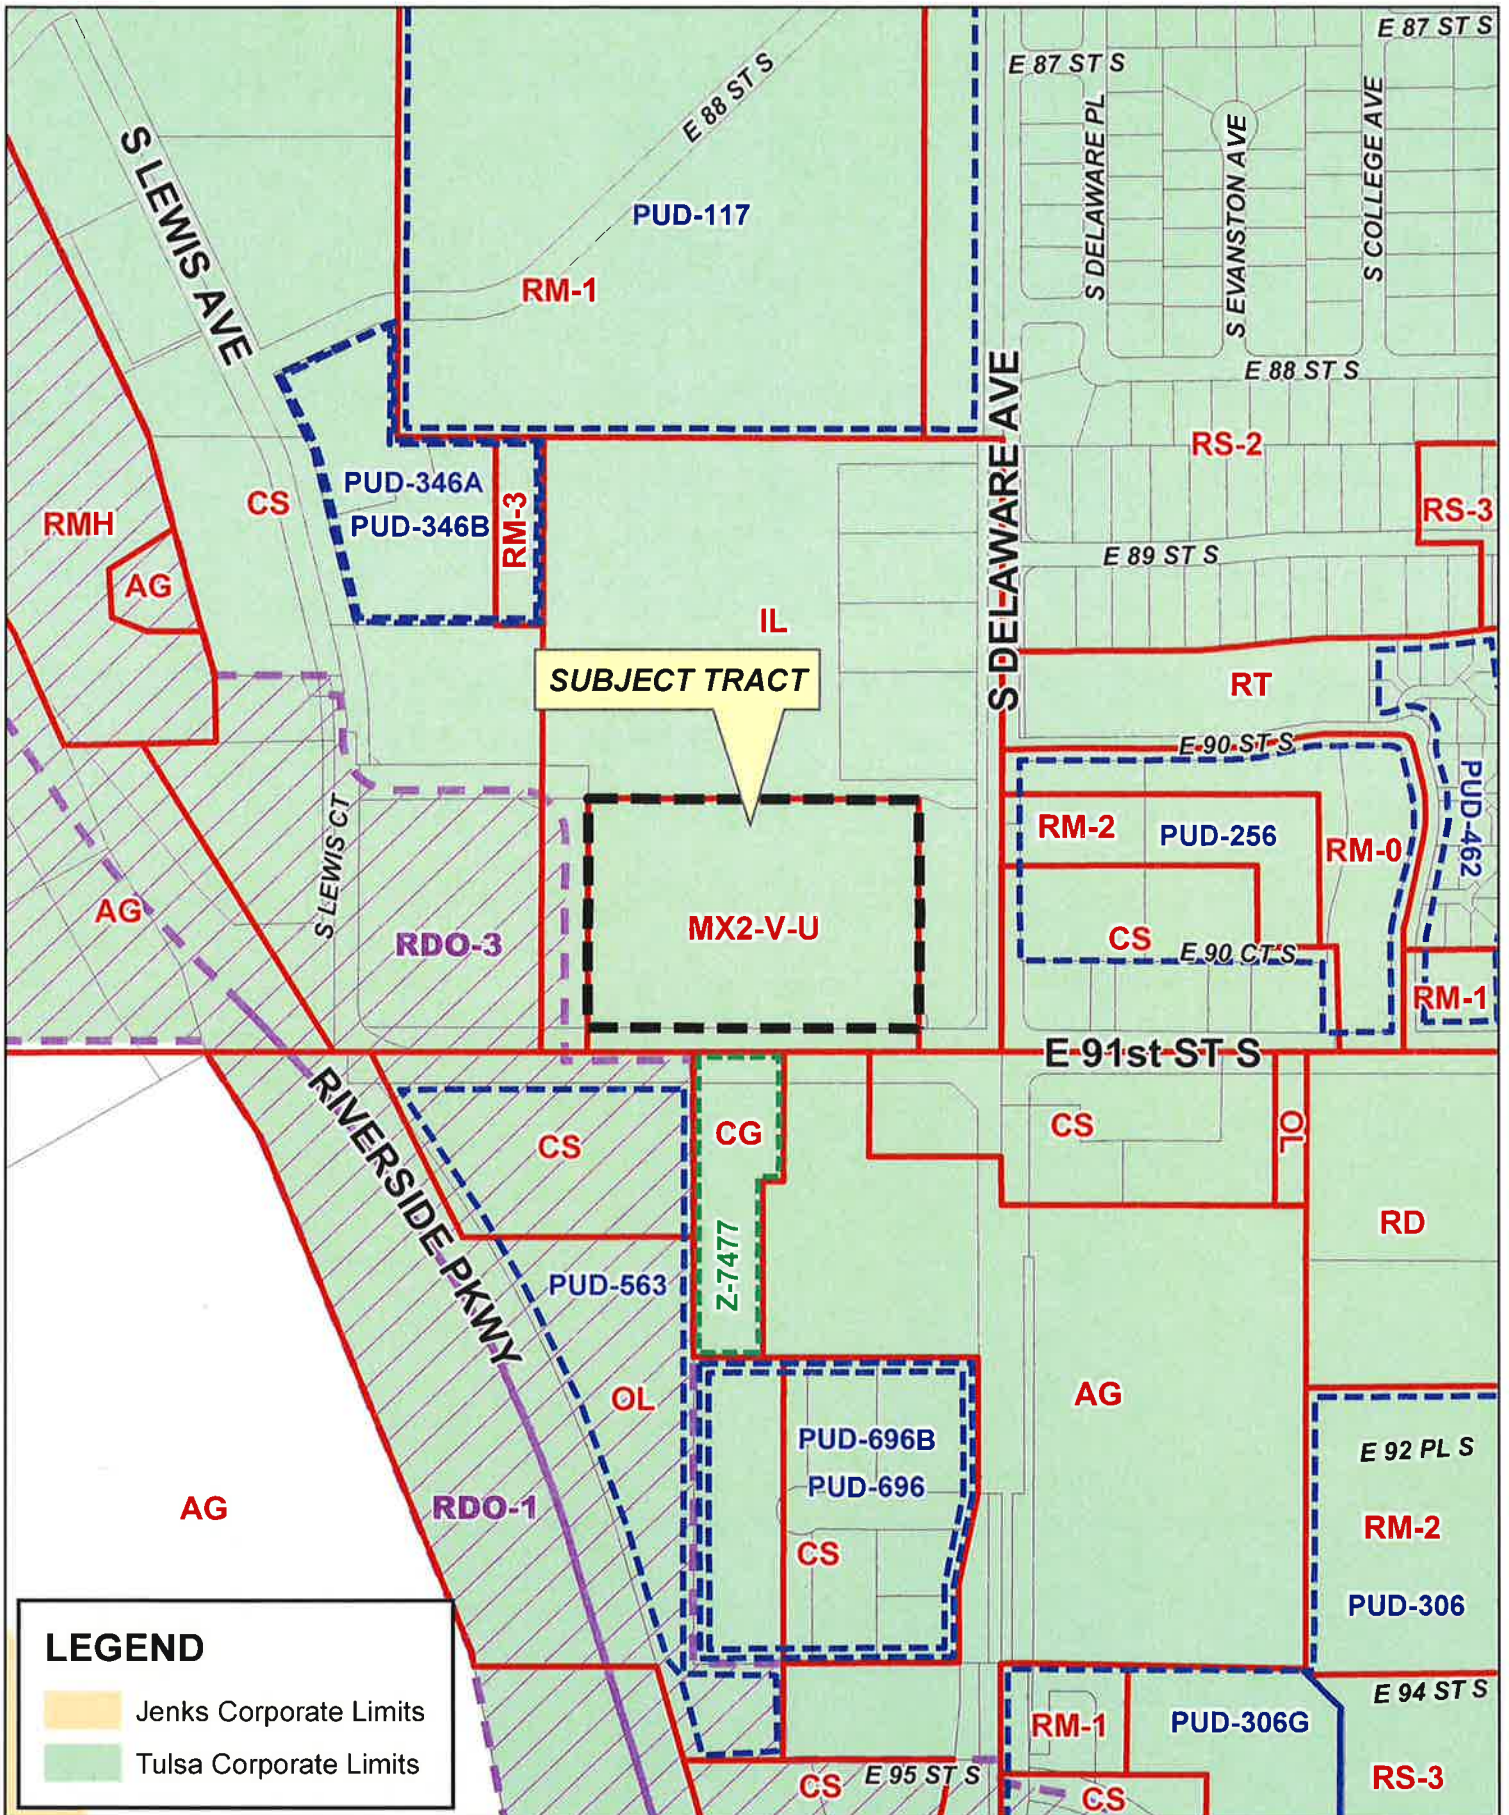 E 87 ST S
E 87 ST S
E 88 ST S
S LEWIS AVE
S DELAWARE PL
S EVANSTON AVE
S COLLEGE AVE
PUD-117
RM-1
E 88 ST S
S DELAWARE AVE
RS-2
PUD-346A
PUD-346B
CS
RM-3
RMH
RS-3
E 89 ST S
AG
IL
SUBJECT TRACT
RT
E 90 ST S
PUD-462
RM-2
PUD-256
RM-0
S LEWIS CT
AG
RDO-3
MX2-V-U
CS
E 90 CT S
RM-1
E 91st ST S
RIVERSIDE PKWY
CS
CG
CS
OL
RD
Z-7477
PUD-563
OL
AG
PUD-696B
PUD-696
E 92 PL S
AG
RDO-1
RM-2
CS
PUD-306
LEGEND
Jenks Corporate Limits
Tulsa Corporate Limits
E 94 ST S
RM-1
PUD-306G
RS-3
CS
E 95 ST S
CS